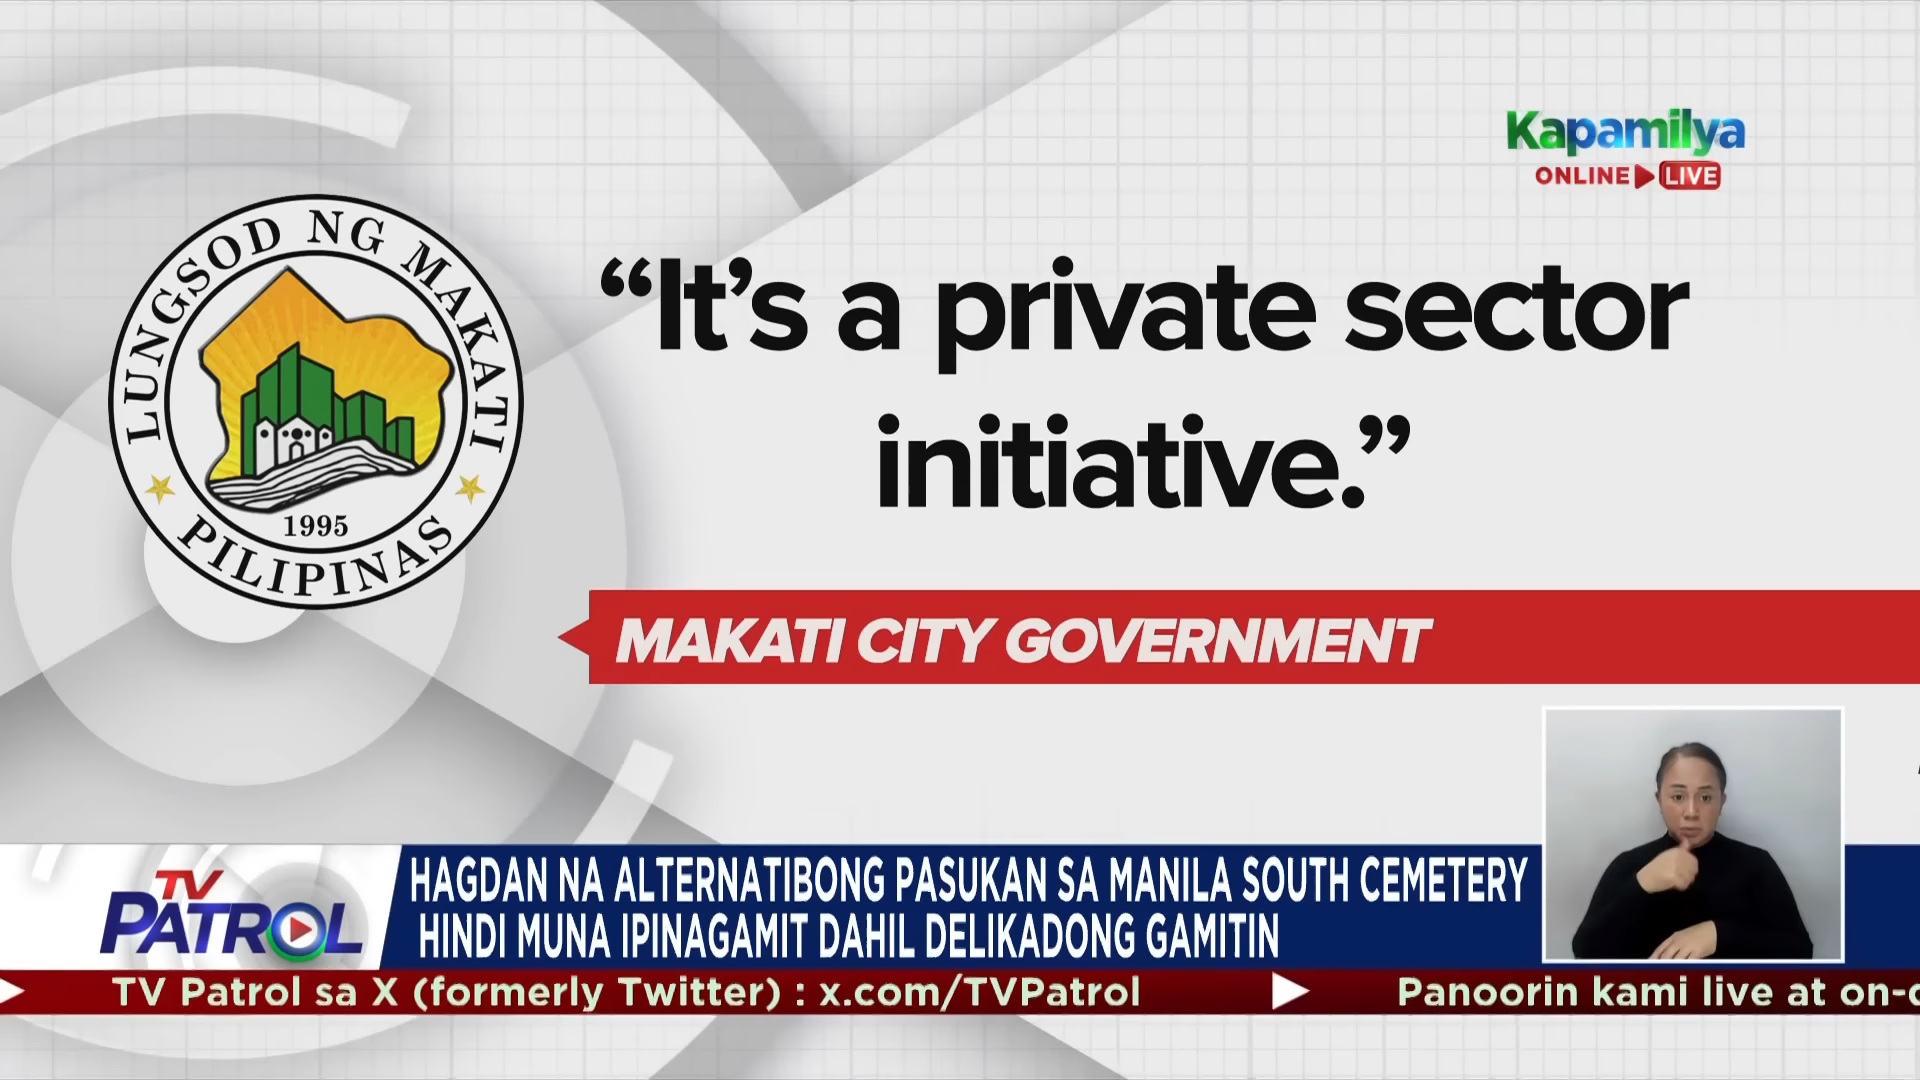 Kapamilya
ONLINE LIVE
LUNGSOD NG MAKATI
1995
PILIPINAS
“It’s a private sector
initiative.”
MAKATI CITY GOVERNMENT
TV
PATROL
HAGDAN NA ALTERNATIBONG PASUKAN SA MANILA SOUTH CEMETERY
HINDI MUNA IPINAGAMIT DAHIL DELIKADONG GAMITIN
TV Patrol sa X (formerly Twitter) : x.com/TVPatrol
Panoorin kami live at